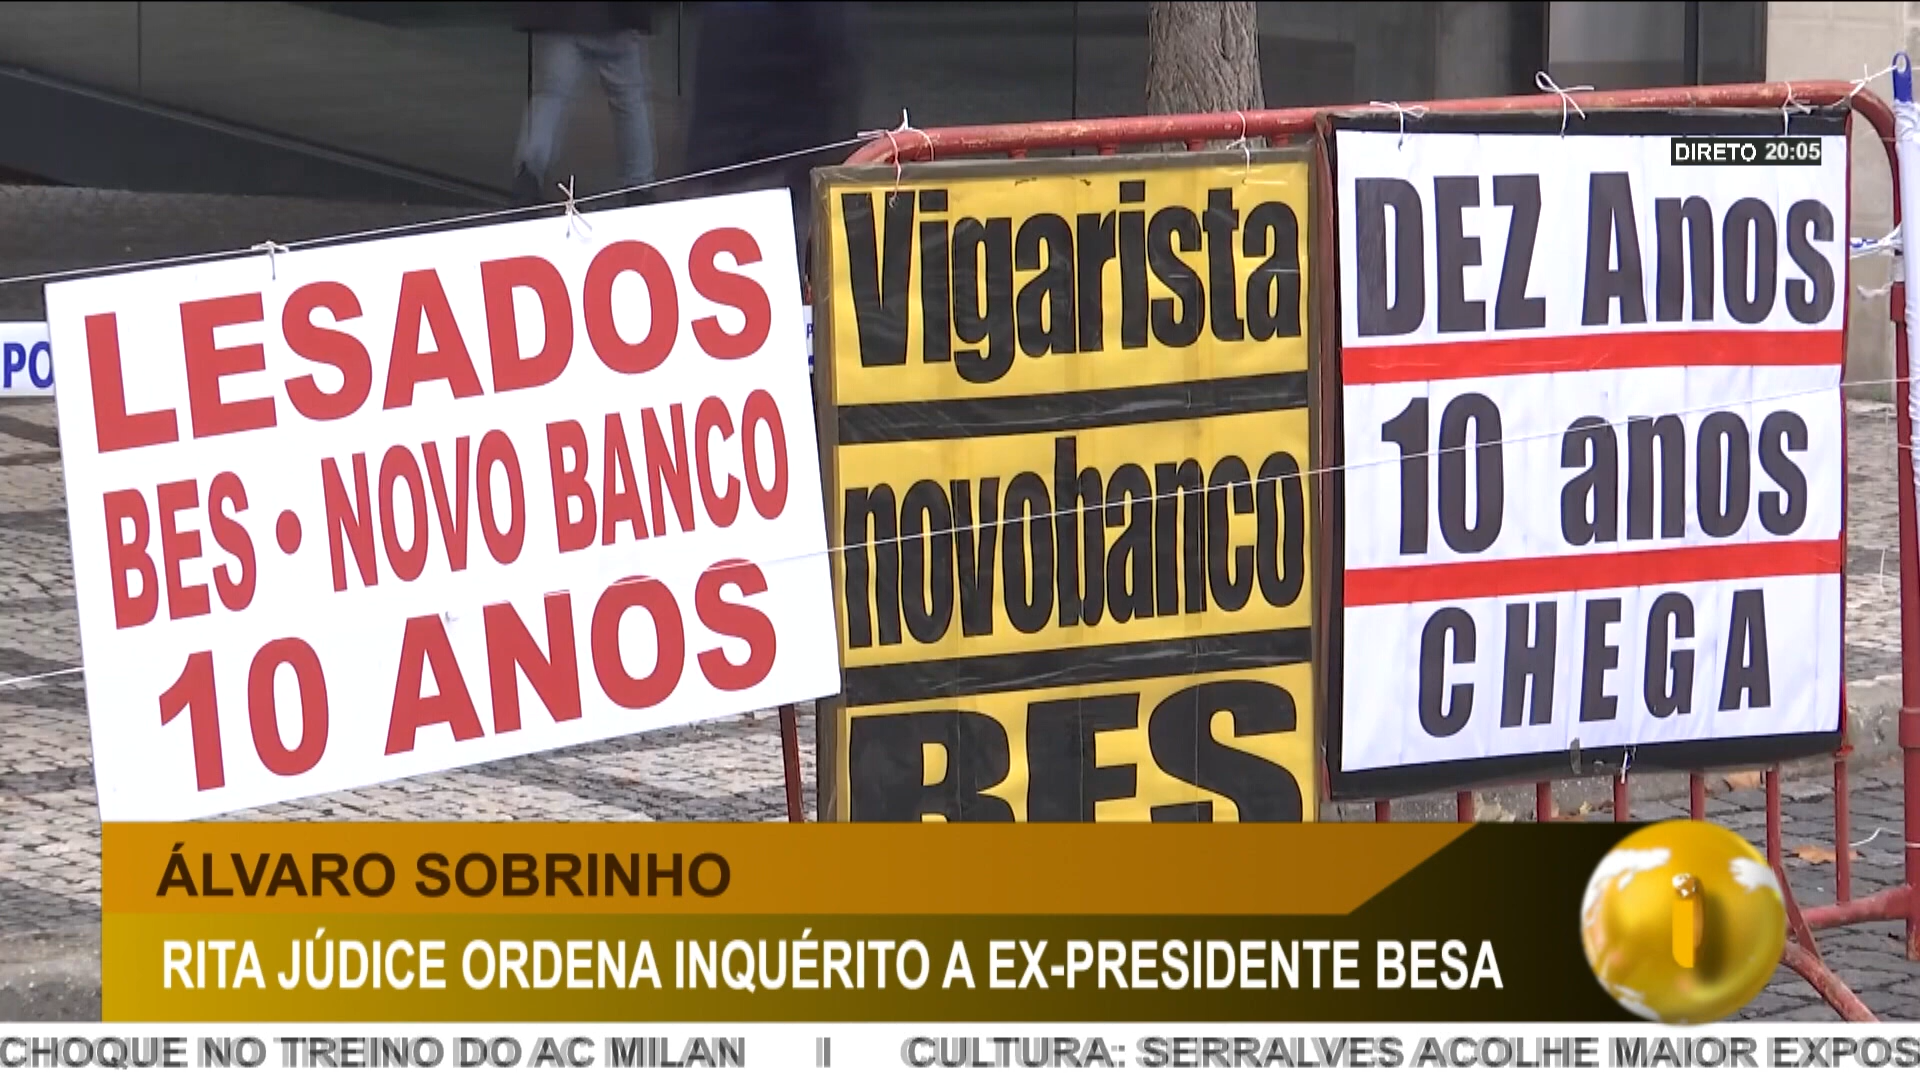 DIRETO 20:05
LESADOS
BES • NOVO BANCO
10 ANOS
PO
Vigarista
novobanco
BES
DEZ Anos
10 anos
CHEGA
ÁLVARO SOBRINHO
RITA JÚDICE ORDENA INQUÉRITO A EX-PRESIDENTE BESA
i
CHOQUE NO TREINO DO AC MILAN I CULTURA: SERRALVES ACOLHE MAIOR EXPOS